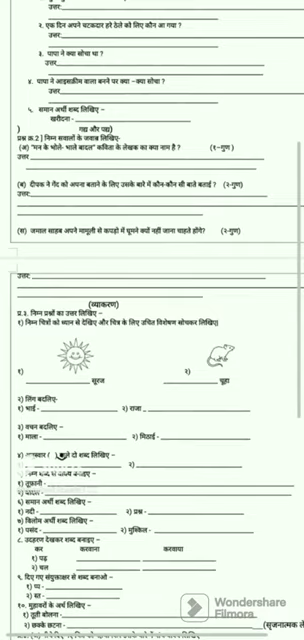 उत्तर:
२. एक दिन अपने चटकदार हरे ठेले को लिए कौन आ गया ?
उत्तर
३. पापा ने क्या सोचा था ?
उत्तर
४. पापा ने आइसक्रीम वाला बनने पर क्या –क्या सोचा ?
उत्तर
५. समान अर्थी शब्द लिखिए –
खरीदना -
) गद्य और पद्य)
प्रश्न क्र.2 ] निम्न सवालों के जवाब लिखिए-
(अ) "मन के भोले- भाले बादल" कविता के लेखक का क्या नाम है ? (१-गुण )
उत्तर
(ब) दीपक ने गेंद को अपना बताने के लिए उसके बारे में कौन-कौन सी बाते बताई ? (२-गुण)
उत्तर:
(स) जमाल साहब अपने मामूली से कपड़ो में घूमने क्यों नहीं जाना चाहते होंगे? (२-गुण)
उत्तर:
(व्याकरण)
प्र.३. निम्न प्रश्नों का उत्तर लिखिए -
१) निम्न चित्रों को ध्यान से देखिए और चित्र के लिए उचित विशेषण सोचकर लिखिए|
१) २)
सूरज चूहा
२) लिंग बदलिए-
१) भाई - २) राजा -
३) वचन बदलिए –
१) माला - २) मिठाई -
४) वाले दो शब्द लिखिए –
२)
१) तूफ़ानी -
६) समान अर्थी शब्द लिखिए –
१) नदी - २) प्रश्न -
७) विलोम अर्थी शब्द लिखिए –
१) पसंद - २) मुश्किल -
८. उदाहरण देखकर शब्द बनाइए –
कर करवाना करवाया
१) पढ़
२) चल
९. दिए गए संयुक्ताक्षर से शब्द बनाओ –
१०. मुहावरों के अर्थ लिखिए -
१) तूती बोलना -
२) छक्के छूटना -
(सृजनात्मक ले
Wondershare
Filmora